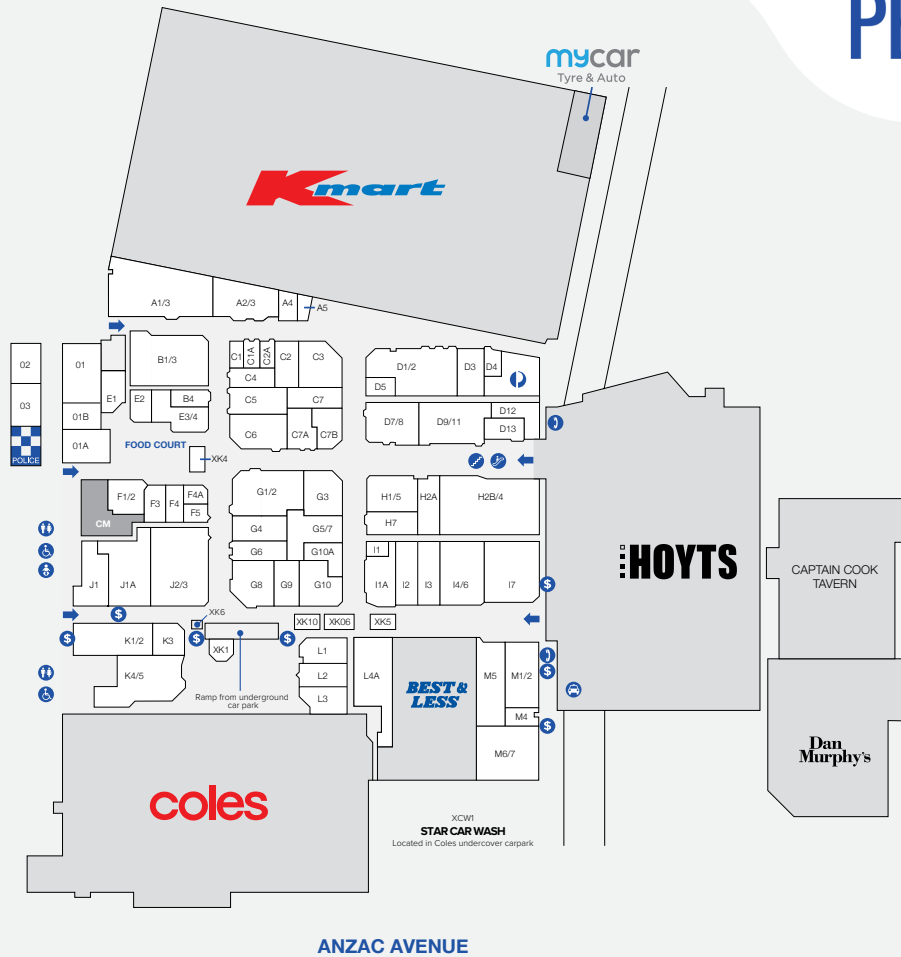 PE
mycar
Tyre & Auto
Kmart
A1/3
A2/3
A4
A5
02
01
B1/3
C1
C1A
C2A
C2
C3
C4
D1/2
D3
D4
D5
03
E1
E2
B4
E3/4
C5
C7
01B
01A
C6
C7A
C7B
D7/8
D9/11
D12
D13
POLICE
FOOD COURT
XK4
F1/2
F3
F4
F4A
F5
CM
G1/2
G3
G4
G5/7
G6
G10A
G8
G9
G10
H1/5
H2A
H2B/4
H7
I1
I1A
I2
I3
I4/6
I7
HOYTS
CAPTAIN COOK
TAVERN
J1
J1A
J2/3
$
$
XK6
XK10
XK06
XK5
K1/2
K3
$
$
$
XK1
K4/5
Ramp from underground
car park
L1
L2
L3
L4A
BEST &
LESS
M5
M1/2
$
M4
$
M6/7
Dan
Murphy's
coles
XCW1
STAR CAR WASH
Located in Coles undercover carpark
ANZAC AVENUE